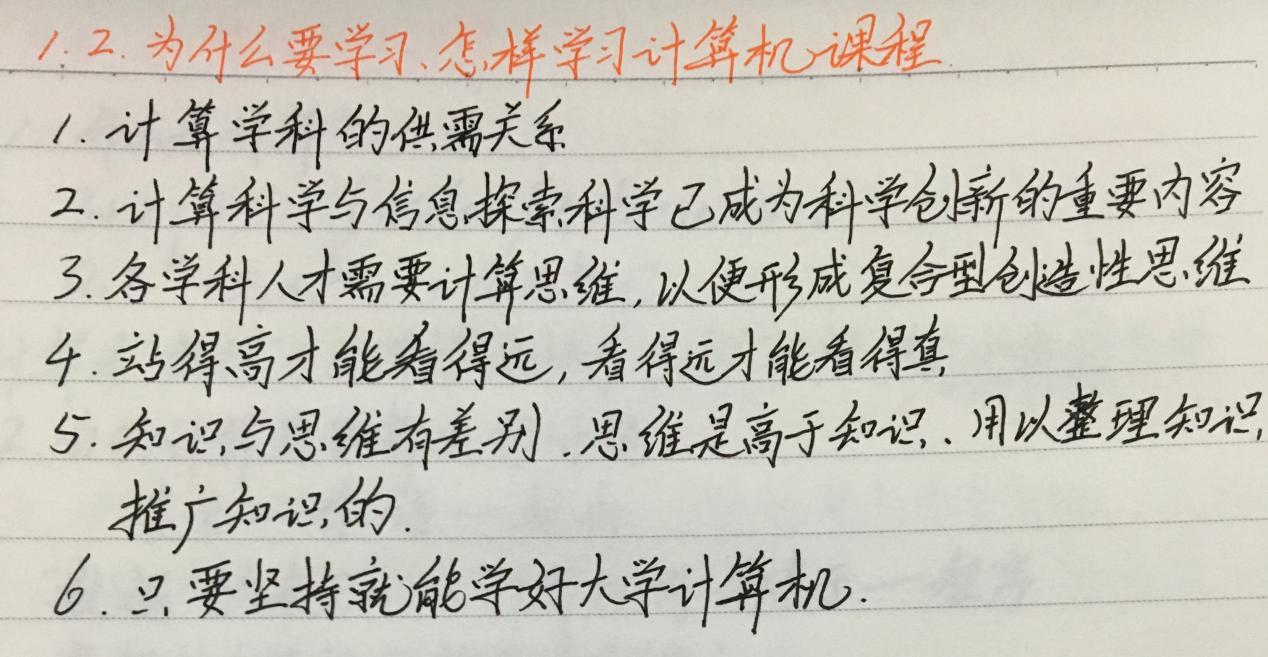 1.2.为什么要学习、怎样学习计算机课程.
1.计算学科的供需关系
2.计算科学与信息探索科学已成为科学创新的重要内容
3.各学科人才需要计算思维,以便形成复合型创造性思维
4.站得高才能看得远,看得远才能看得真
5.知识与思维有差别.思维是高于知识、用以整理知识,
推广知识的.
6.只要坚持就能学好大学计算机.